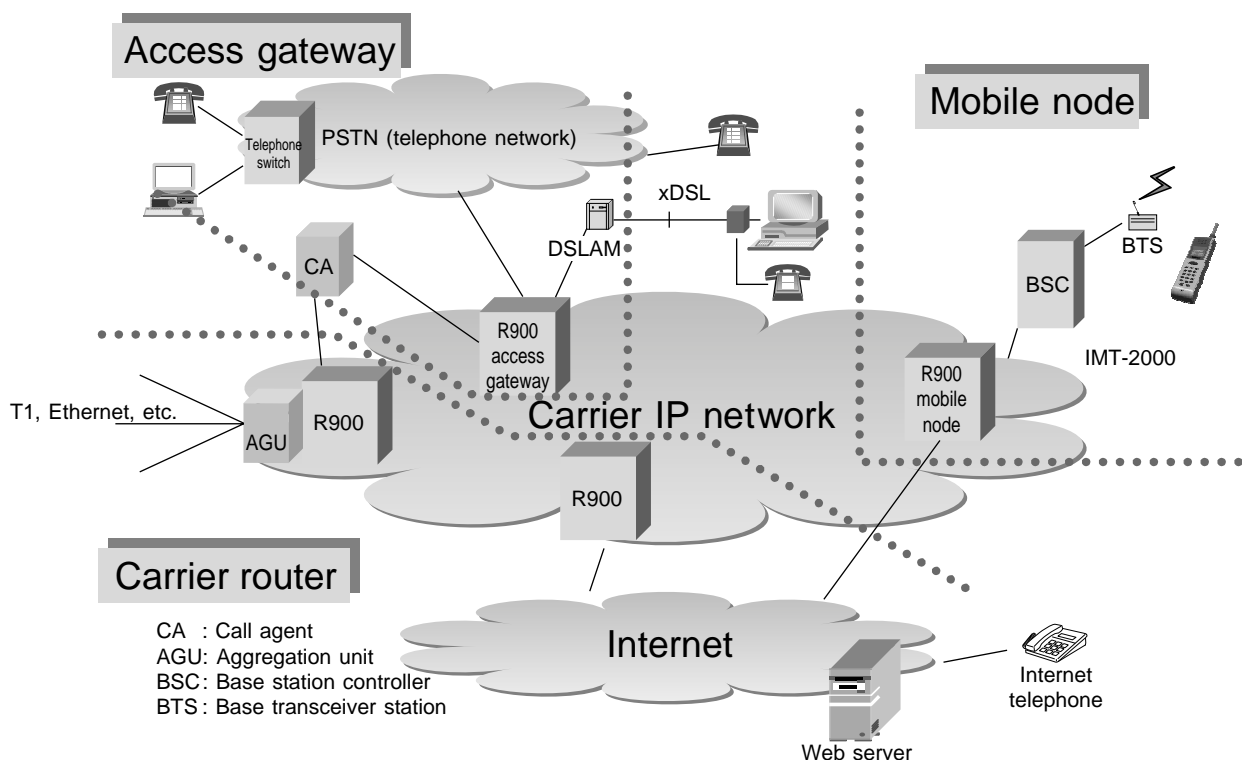 Access gateway
Mobile node
Telephone
switch
PSTN (telephone network)
xDSL
DSLAM
BTS
CA
BSC
R900
access
gateway
IMT-2000
R900
mobile
node
T1, Ethernet, etc.
AGU
R900
Carrier IP network
R900
Carrier router
CA : Call agent
AGU: Aggregation unit
BSC: Base station controller
BTS: Base transceiver station
Internet
Internet
telephone
Web server